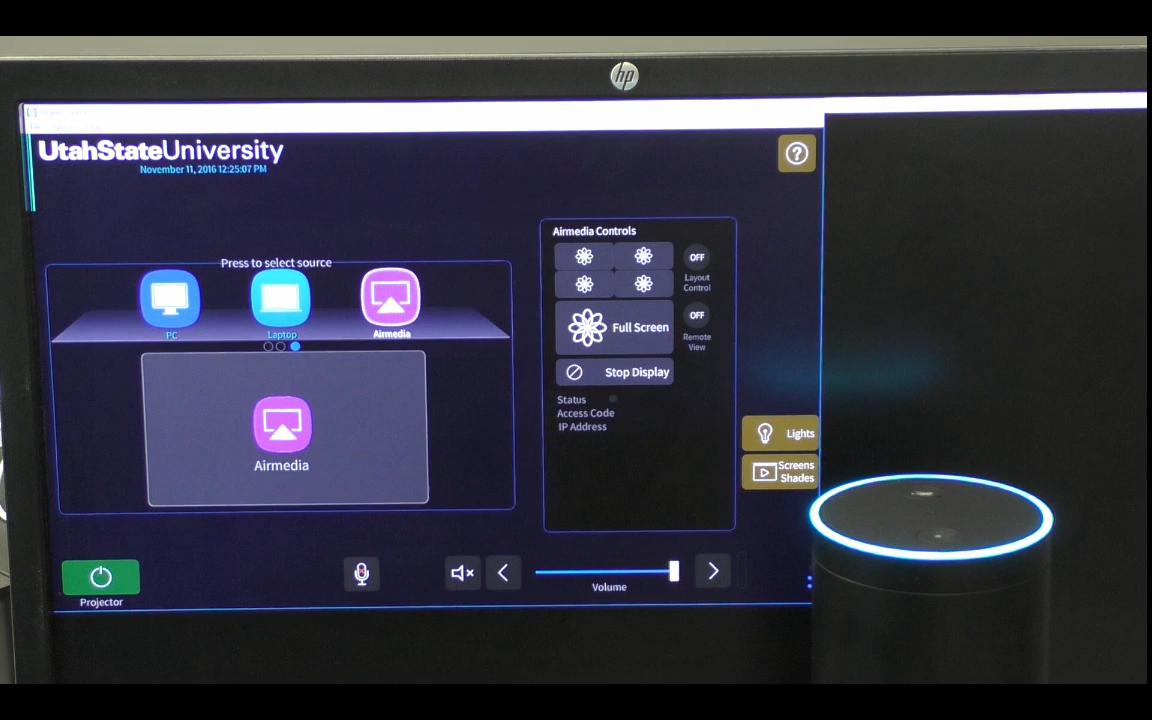 hp
UtahStateUniversity
November 11, 2016 12:25:07 PM
?
Press to select source
PC
Laptop
Airmedia
Airmedia
Airmedia Controls
OFF
Layout
Control
Full Screen
OFF
Remote
View
Stop Display
Status
Access Code
IP Address
Lights
Screens
Shades
Projector
Volume